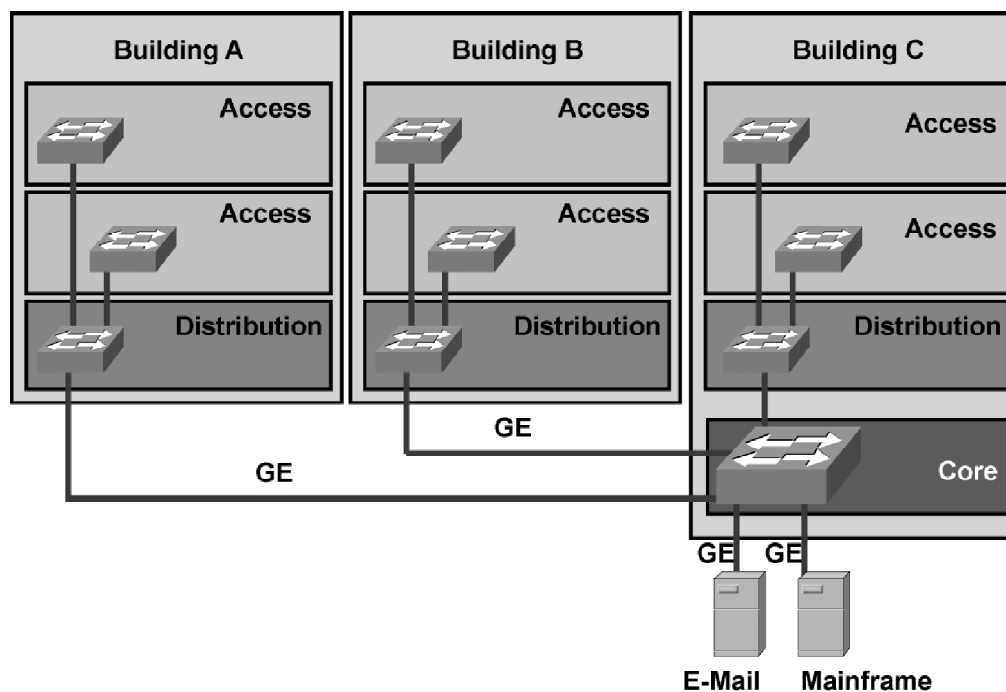 Building A
Building B
Building C
Access
Access
Access
Access
Access
Access
Distribution
Distribution
Distribution
GE
GE
Core
GE
GE
E-Mail
Mainframe